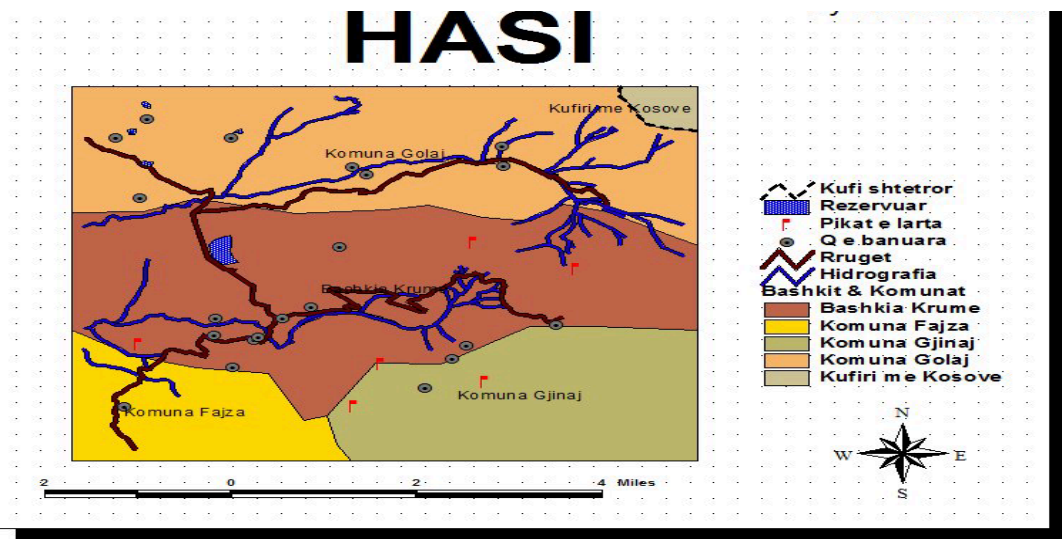 HASI
Kufiri me Kosove
Komuna Golaj
Bashkia Krume
Komuna Fajza
Komuna Gjinaj
Kufi shtetror
Rezervuar
Pikat e larta
Q e banuara
Rruget
Hidrografia
Bashkit & Komunat
Bashkia Krume
Komuna Fajza
Komuna Gjinaj
Komuna Golaj
Kufiri me Kosove
N
W E
S
2 0 2 4 Miles